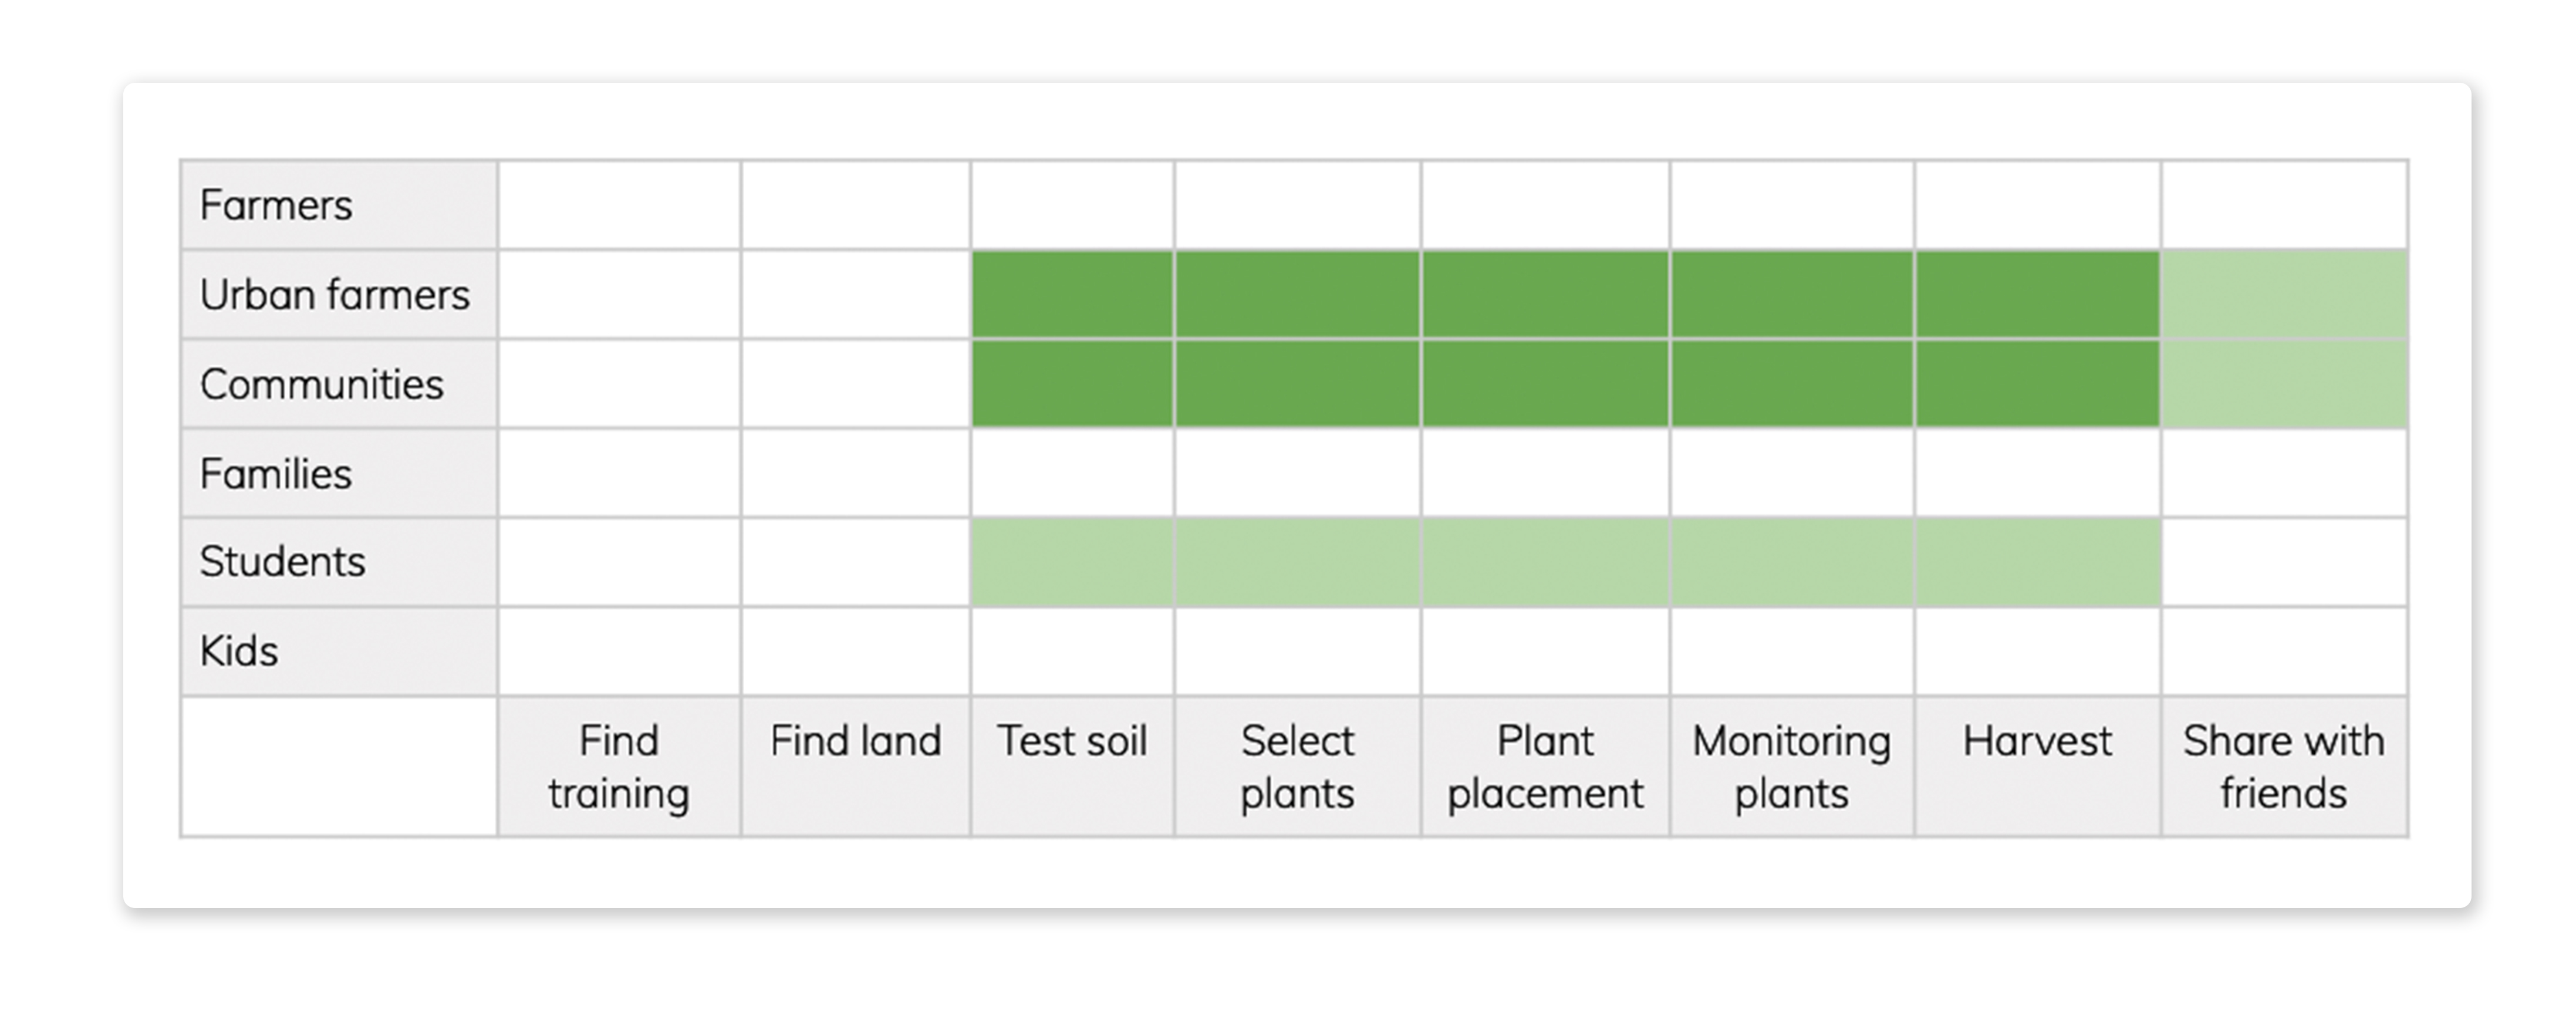 Farmers
Urban farmers
Communities
Families
Students
Kids
Find
training
Find land
Test soil
Select
plants
Plant
placement
Monitoring
plants
Harvest
Share with
friends